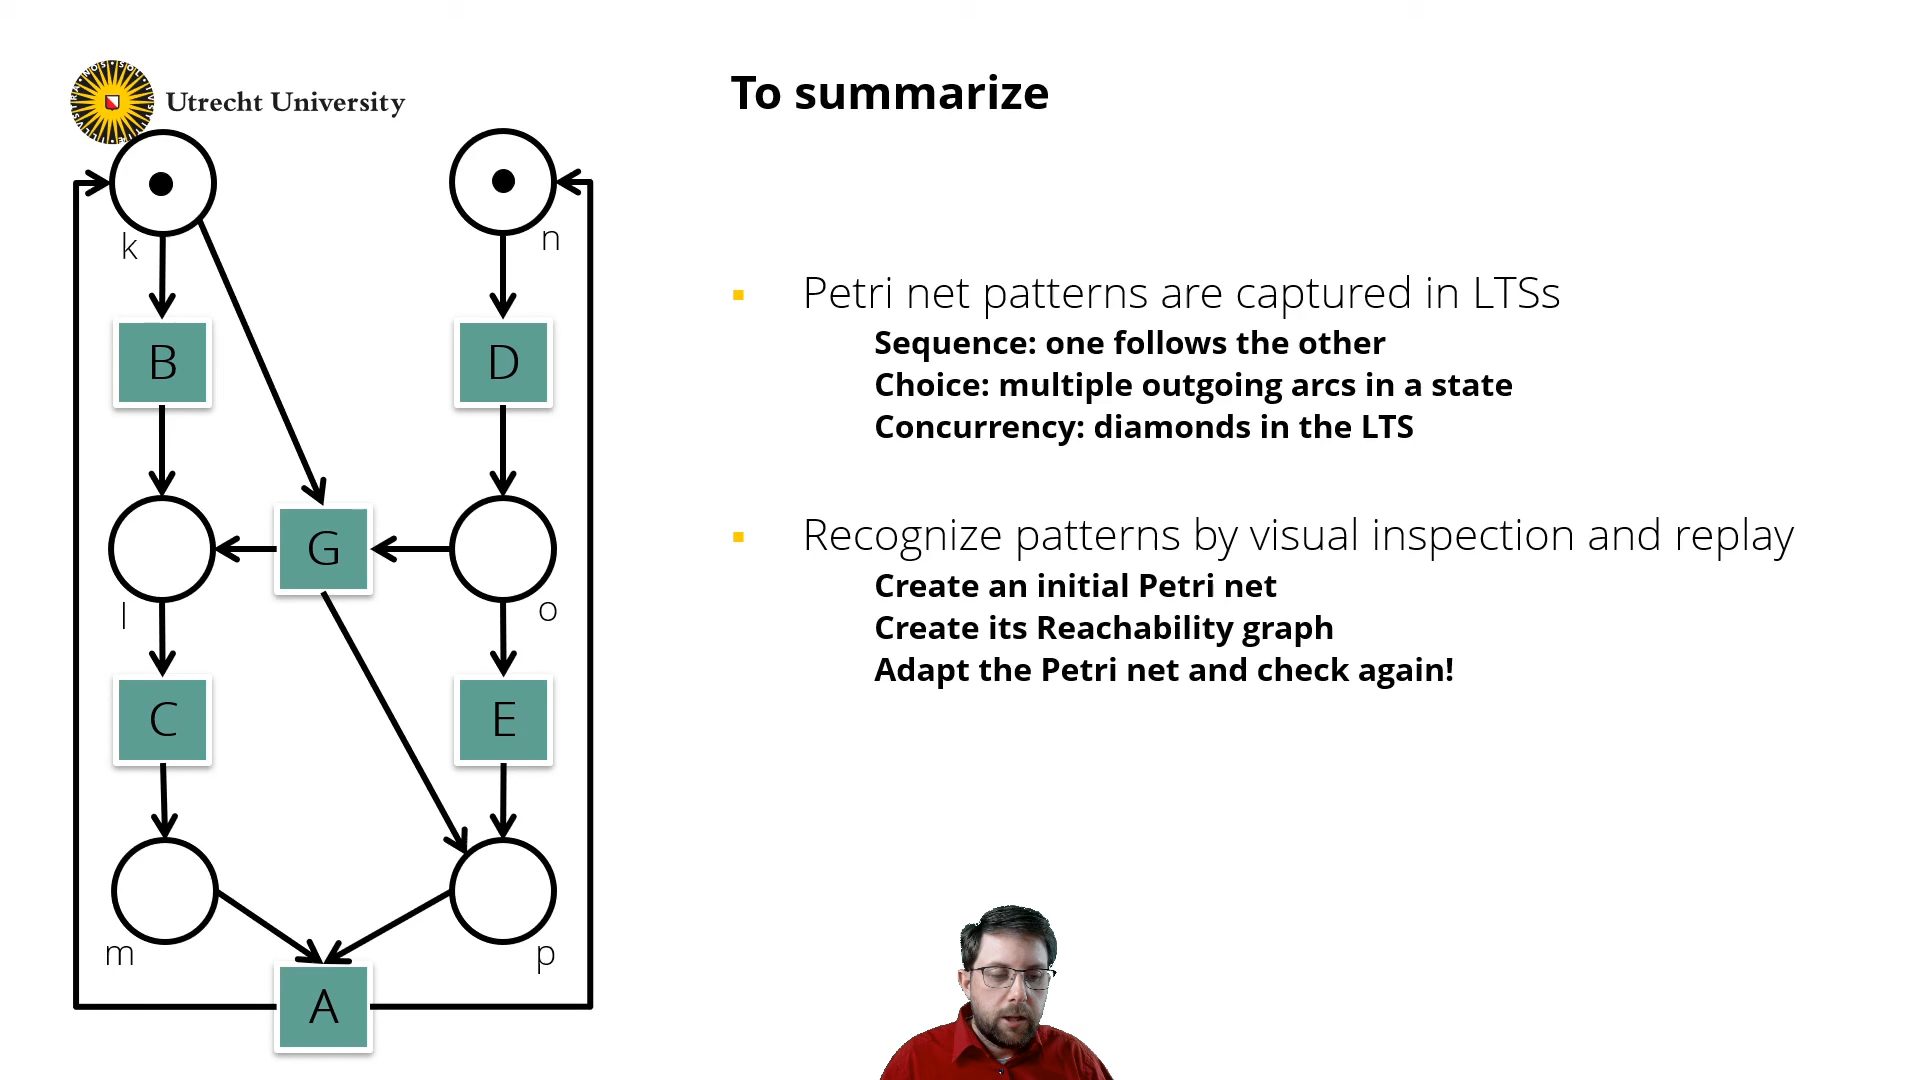 Utrecht University
To summarize
k
n
B
D
Petri net patterns are captured in LTSs
Sequence: one follows the other
Choice: multiple outgoing arcs in a state
Concurrency: diamonds in the LTS
G
l
o
Recognize patterns by visual inspection and replay
Create an initial Petri net
Create its Reachability graph
Adapt the Petri net and check again!
C
E
m
p
A